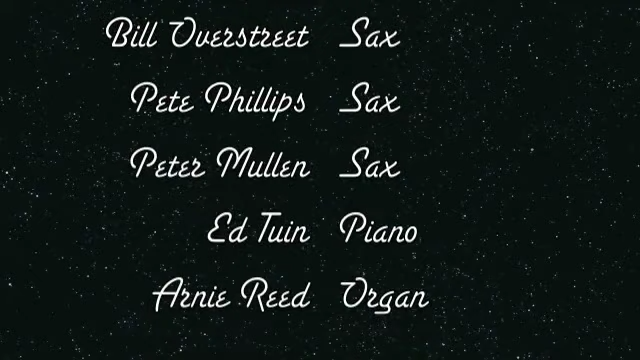 Bill Overstreet Sax
Pete Phillips Sax
Peter Mullen Sax
Ed Tuin Piano
Arnie Reed Organ